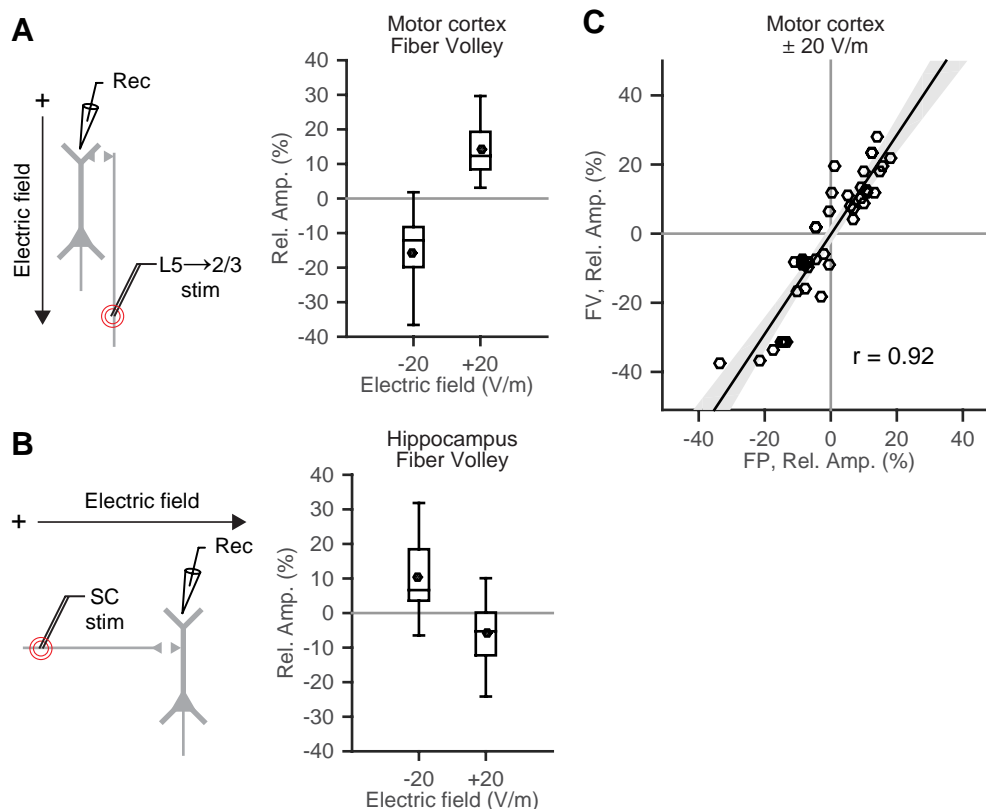 A
Motor cortex
Fiber Volley
+
Rec
Electric field
L5→2/3
stim
Rel. Amp. (%)
40
30
20
10
0
-10
-20
-30
-40
-20
+20
Electric field (V/m)
C
Motor cortex
± 20 V/m
FV, Rel. Amp. (%)
40
20
0
-20
-40
r = 0.92
-40
-20
0
20
40
FP, Rel. Amp. (%)
B
Hippocampus
Fiber Volley
Electric field
+
Rec
SC
stim
Rel. Amp. (%)
40
30
20
10
0
-10
-20
-30
-40
-20
+20
Electric field (V/m)